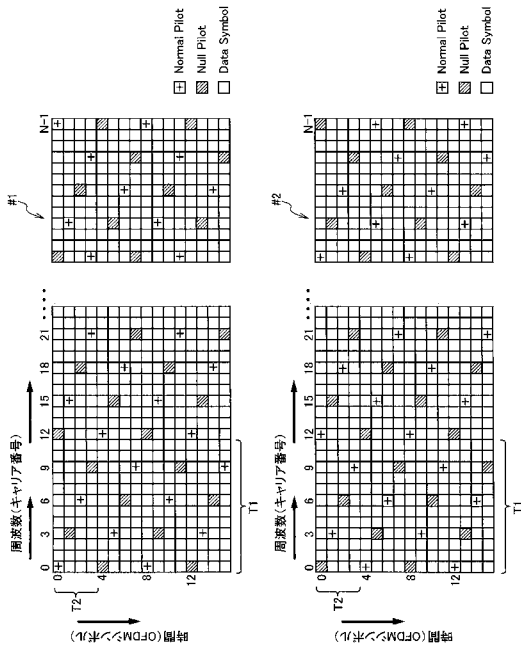 #1
周波数(キャリア番号)
0 3 6 9 12 15 18 21 .... N-1
時間(OFDMシンボル)
T2
0
4
8
12
T1
Normal Pilot
Null Pilot
Data Symbol
#2
周波数(キャリア番号)
0 3 6 9 12 15 18 21 .... N-1
時間(OFDMシンボル)
T2
0
4
8
12
T1
Normal Pilot
Null Pilot
Data Symbol